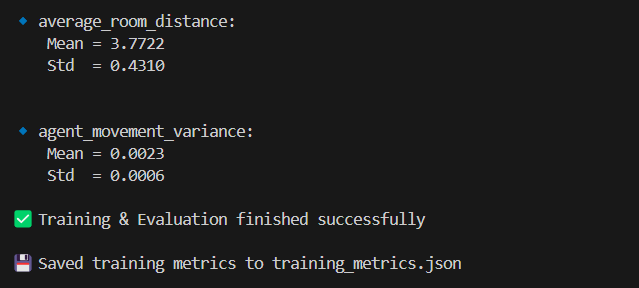 🔹 average_room_distance:
Mean = 3.7722
Std = 0.4310
🔹 agent_movement_variance:
Mean = 0.0023
Std = 0.0006
✅ Training & Evaluation finished successfully
💾 Saved training metrics to training_metrics.json